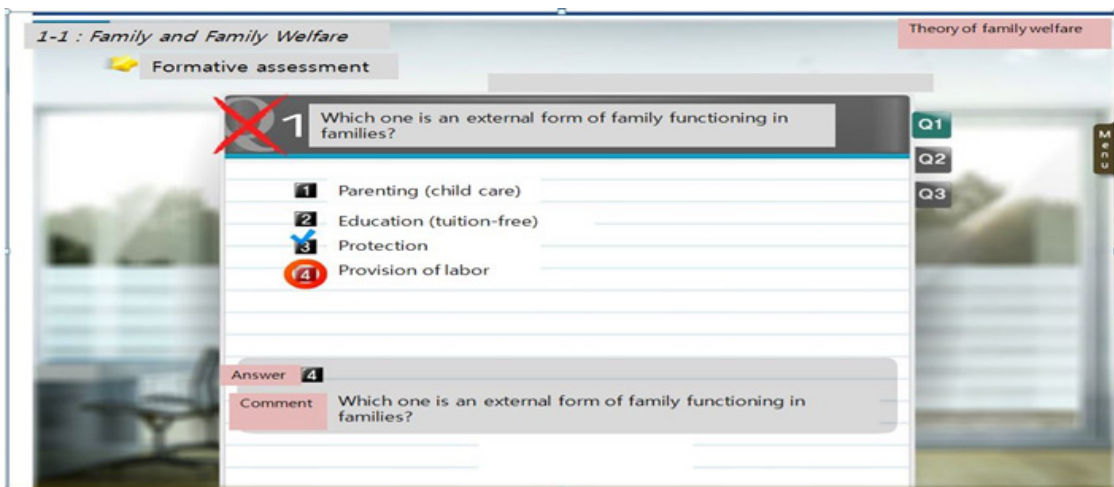 1-1 : Family and Family Welfare
Theory of family welfare
Formative assessment
Q1
Which one is an external form of family functioning in
families?
Q1
Q2
Q3
Menu
1 Parenting (child care)
2 Education (tuition-free)
3 Protection
4 Provision of labor
Answer 4
Comment
Which one is an external form of family functioning in
families?